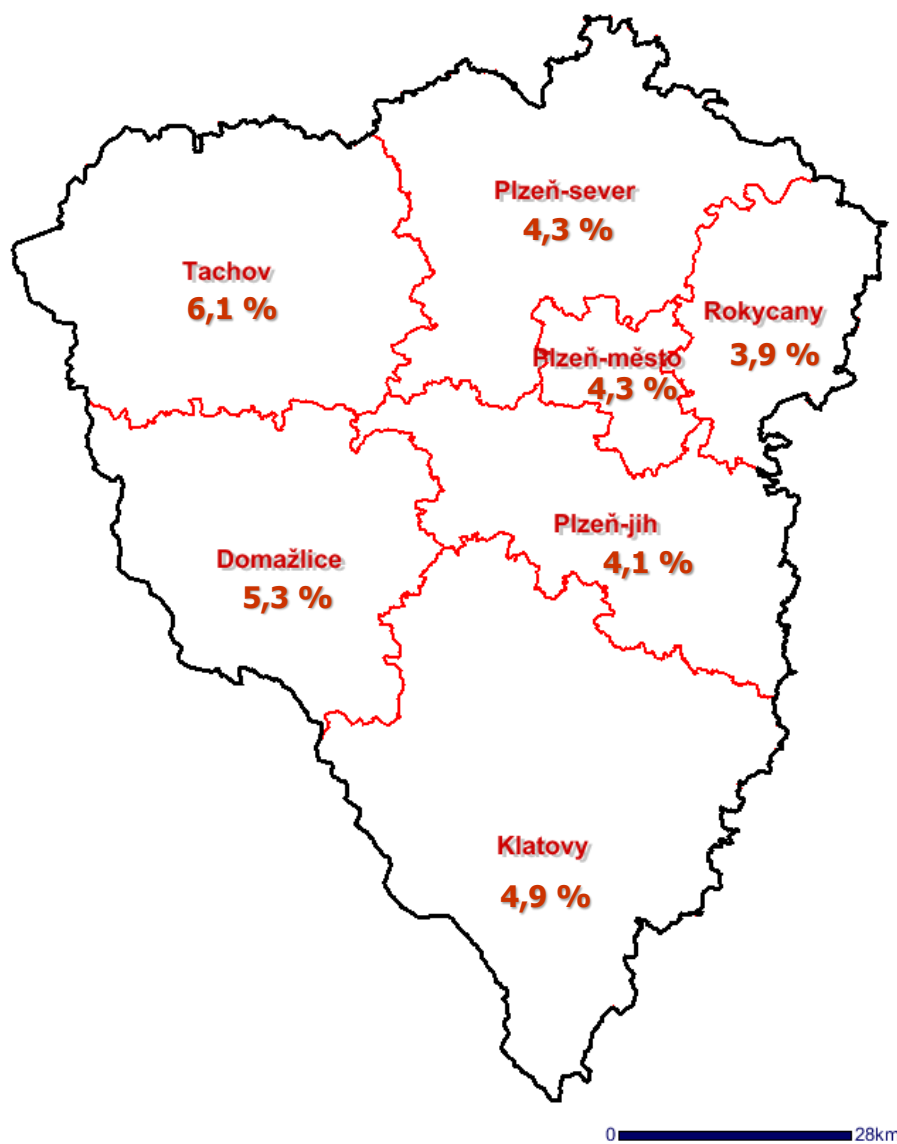 Plzeň-sever
4,3 %
Tachov
6,1 %
Rokycany
3,9 %
Plzeň-město
4,3 %
Plzeň-jih
4,1 %
Domažlice
5,3 %
Klatovy
4,9 %
0 28km